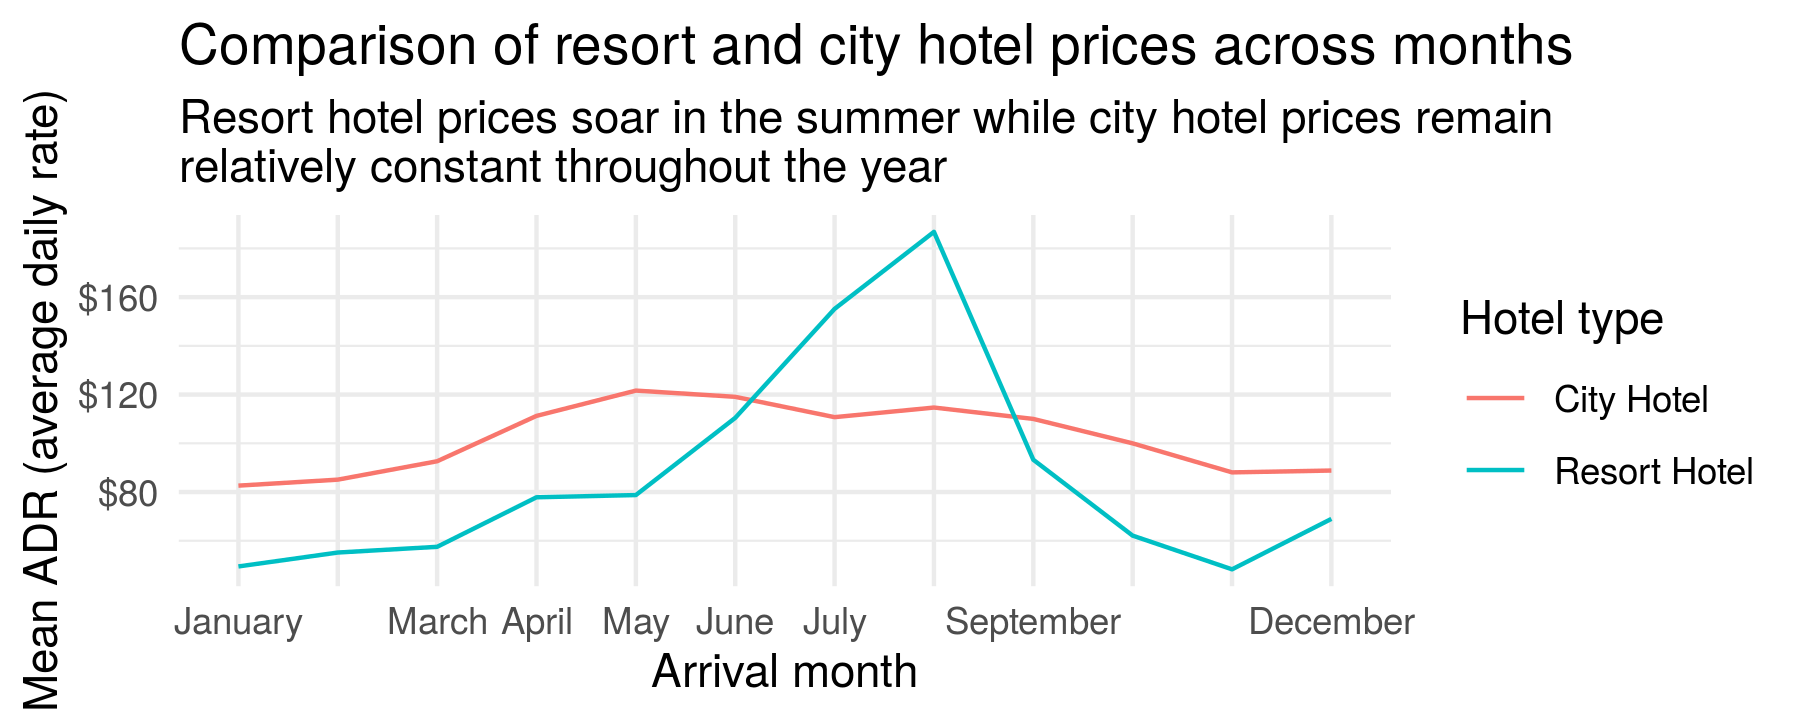 Comparison of resort and city hotel prices across months
Resort hotel prices soar in the summer while city hotel prices remain
relatively constant throughout the year
Mean ADR (average daily rate)
$160
$120
$80
January March April May June July September December
Arrival month
Hotel type
City Hotel
Resort Hotel